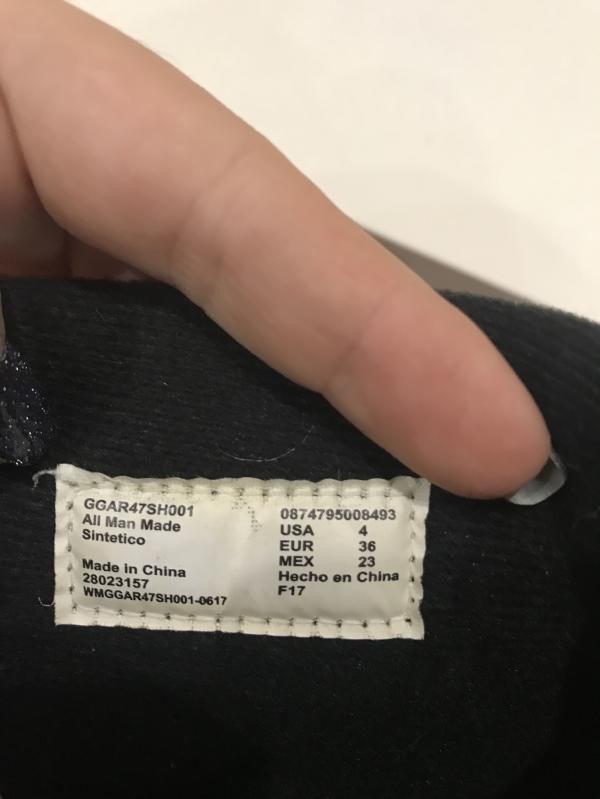 GGAR47SH001
All Man Made
Sintetico
Made in China
28023157
WMGGAR47SH001-0617
0874795008493
USA 4
EUR 36
MEX 23
Hecho en China
F17